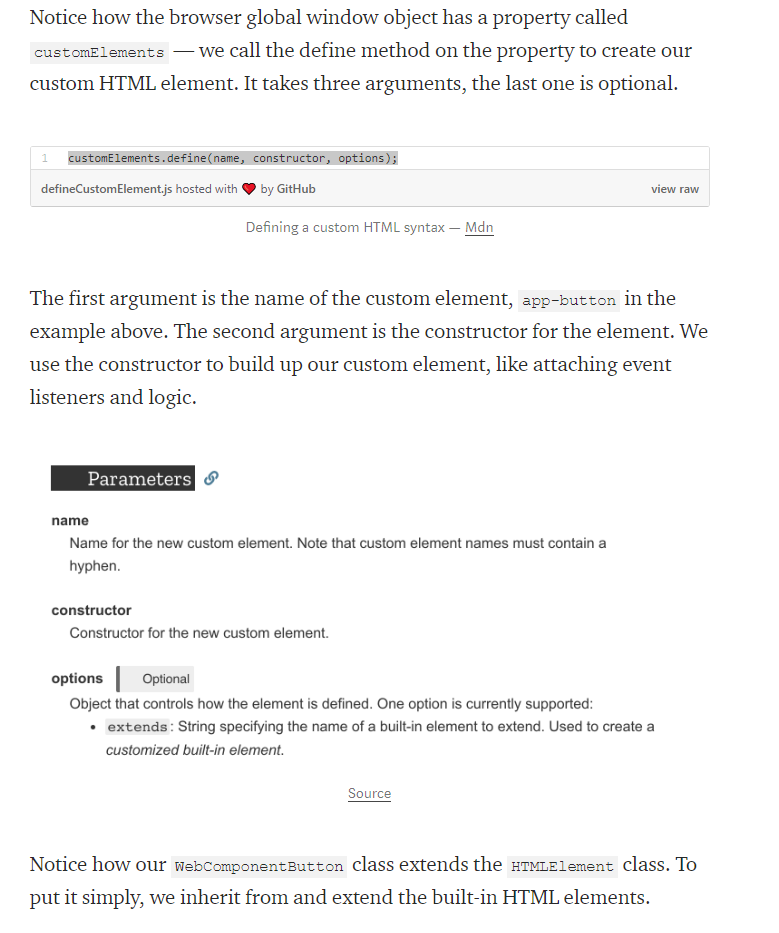 Notice how the browser global window object has a property called
customElements — we call the define method on the property to create our
custom HTML element. It takes three arguments, the last one is optional.
1 customElements.define(name, constructor, options);
defineCustomElement.js hosted with ❤ by GitHub view raw
Defining a custom HTML syntax — Mdn
The first argument is the name of the custom element, app-button in the
example above. The second argument is the constructor for the element. We
use the constructor to build up our custom element, like attaching event
listeners and logic.
Parameters
name
Name for the new custom element. Note that custom element names must contain a
hyphen.
constructor
Constructor for the new custom element.
options Optional
Object that controls how the element is defined. One option is currently supported:
• extends: String specifying the name of a built-in element to extend. Used to create a
customized built-in element.
Source
Notice how our WebComponentButton class extends the HTMLElement class. To
put it simply, we inherit from and extend the built-in HTML elements.